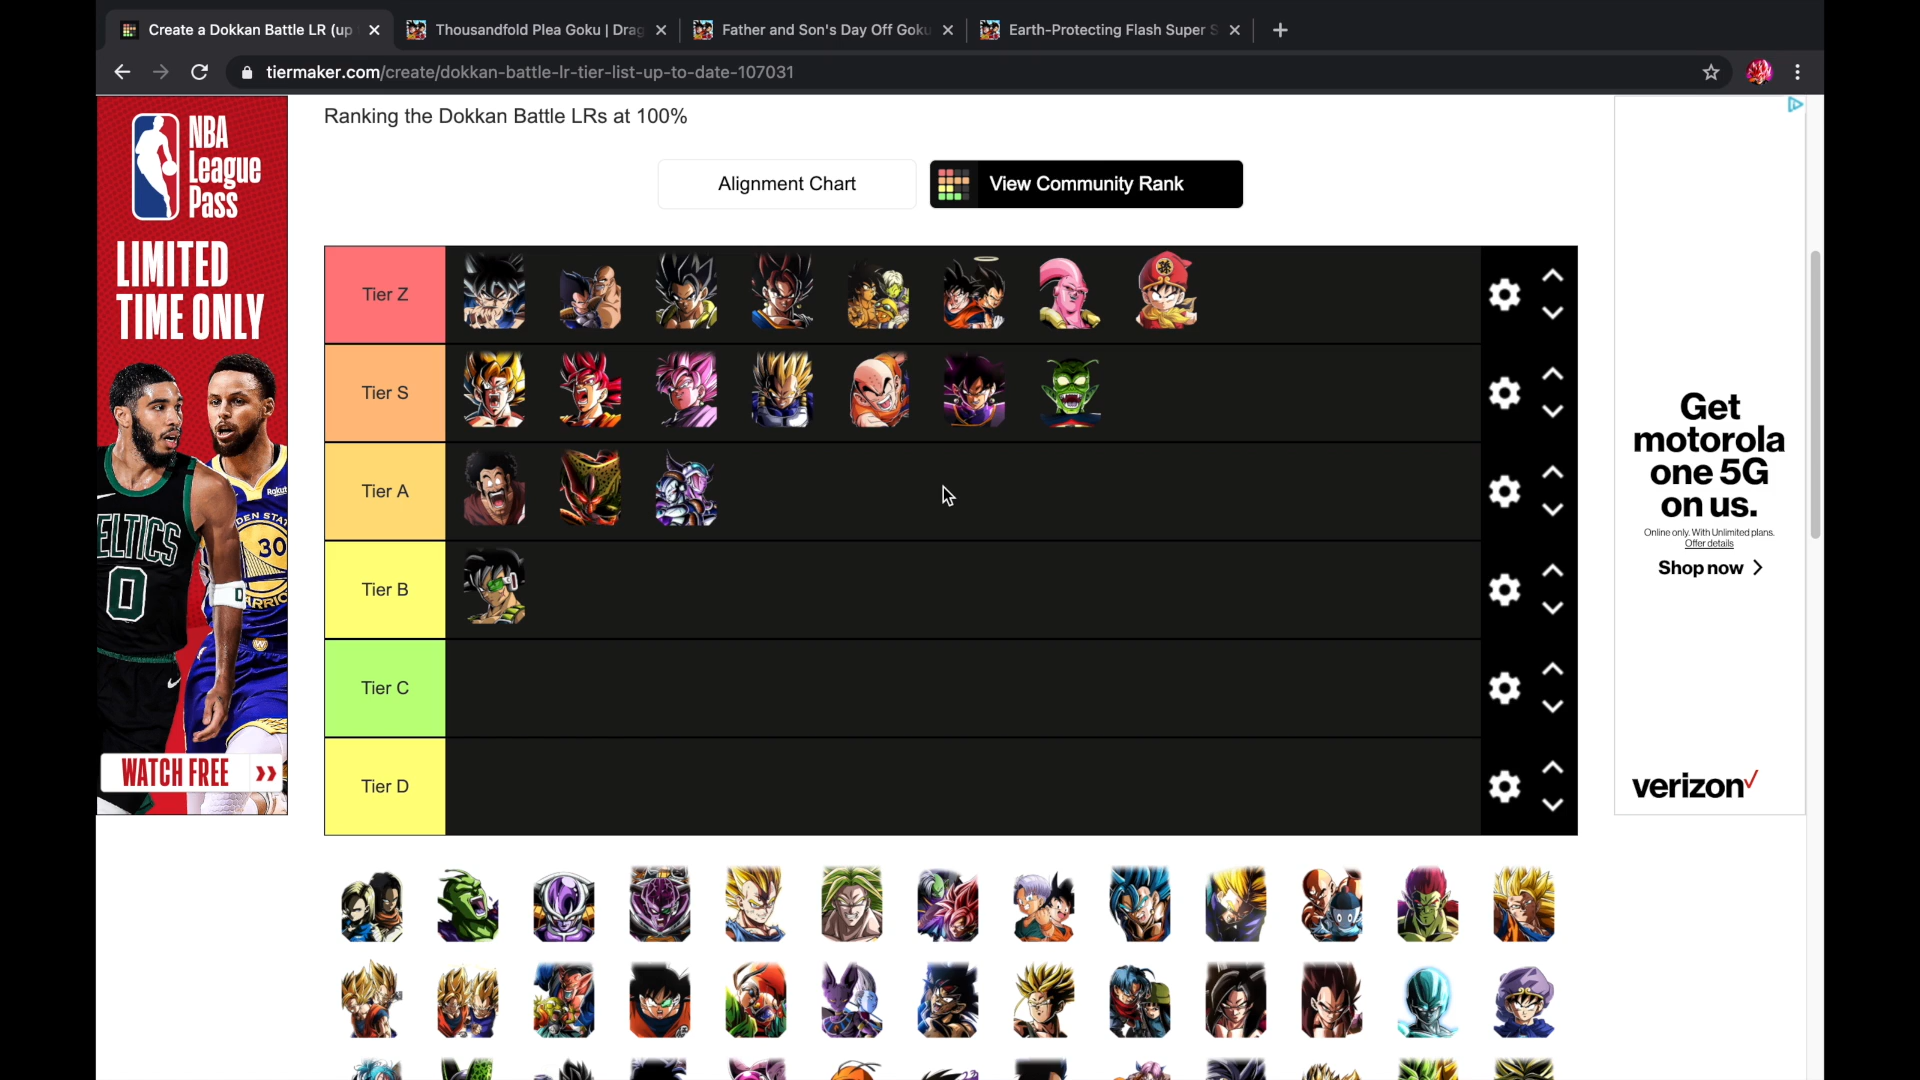 Create a Dokkan Battle LR (up
Thousandfold Plea Goku | Drag
Father and Son's Day Off Goku
Earth-Protecting Flash Super S
tiermaker.com/create/dokkan-battle-lr-tier-list-up-to-date-107031
NBA
League
Pass
LIMITED
TIME ONLY
CELTICS
0
30
WATCH FREE
Ranking the Dokkan Battle LRs at 100%
Alignment Chart
View Community Rank
Tier Z
Tier S
Tier A
Tier B
Tier C
Tier D
Get
motorola
one 5G
on us.
Online only. With Unlimited plans.
Offer details
Shop now
verizon